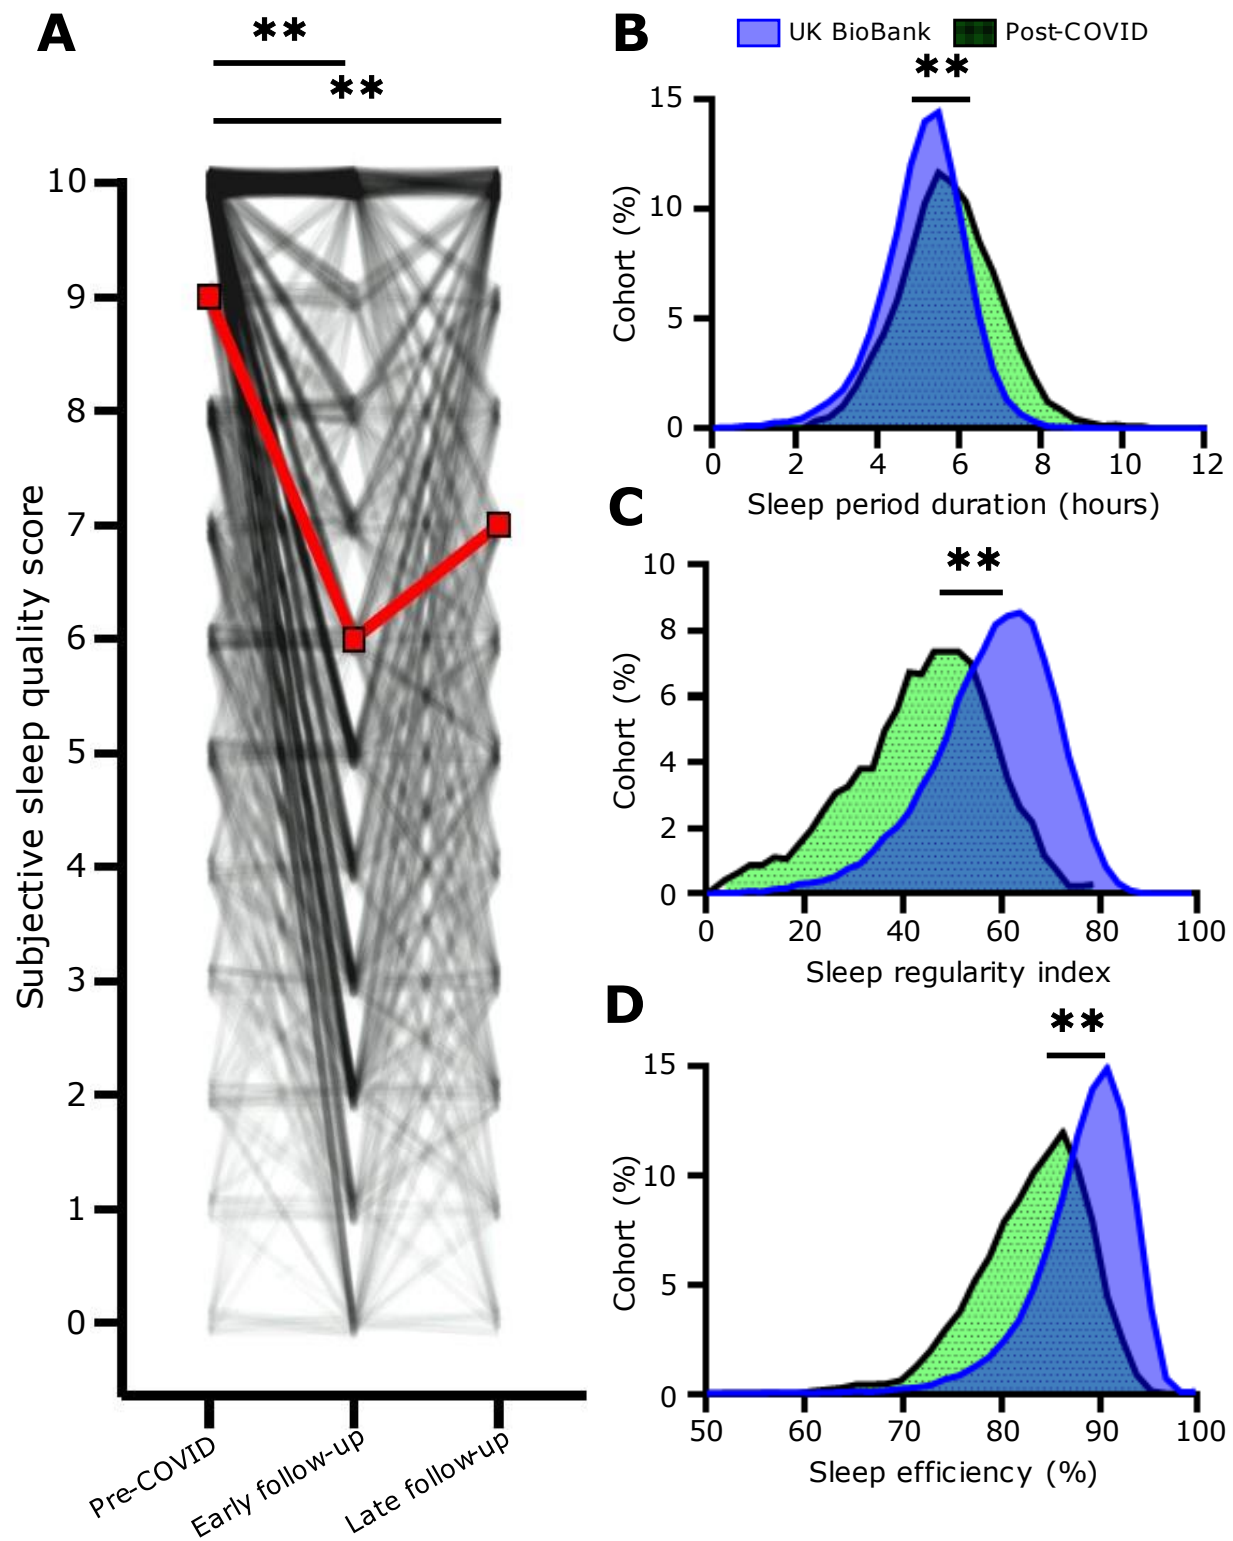 A
**
**
10
9
8
7
6
5
4
3
2
1
0
Subjective sleep quality score
Pre-COVID
Early follow-up
Late follow-up
B
UK BioBank
Post-COVID
**
15
10
5
0
Cohort (%)
0 2 4 6 8 10 12
Sleep period duration (hours)
C
**
10
8
6
4
2
0
Cohort (%)
0 20 40 60 80 100
Sleep regularity index
D
**
15
10
5
0
Cohort (%)
50 60 70 80 90 100
Sleep efficiency (%)